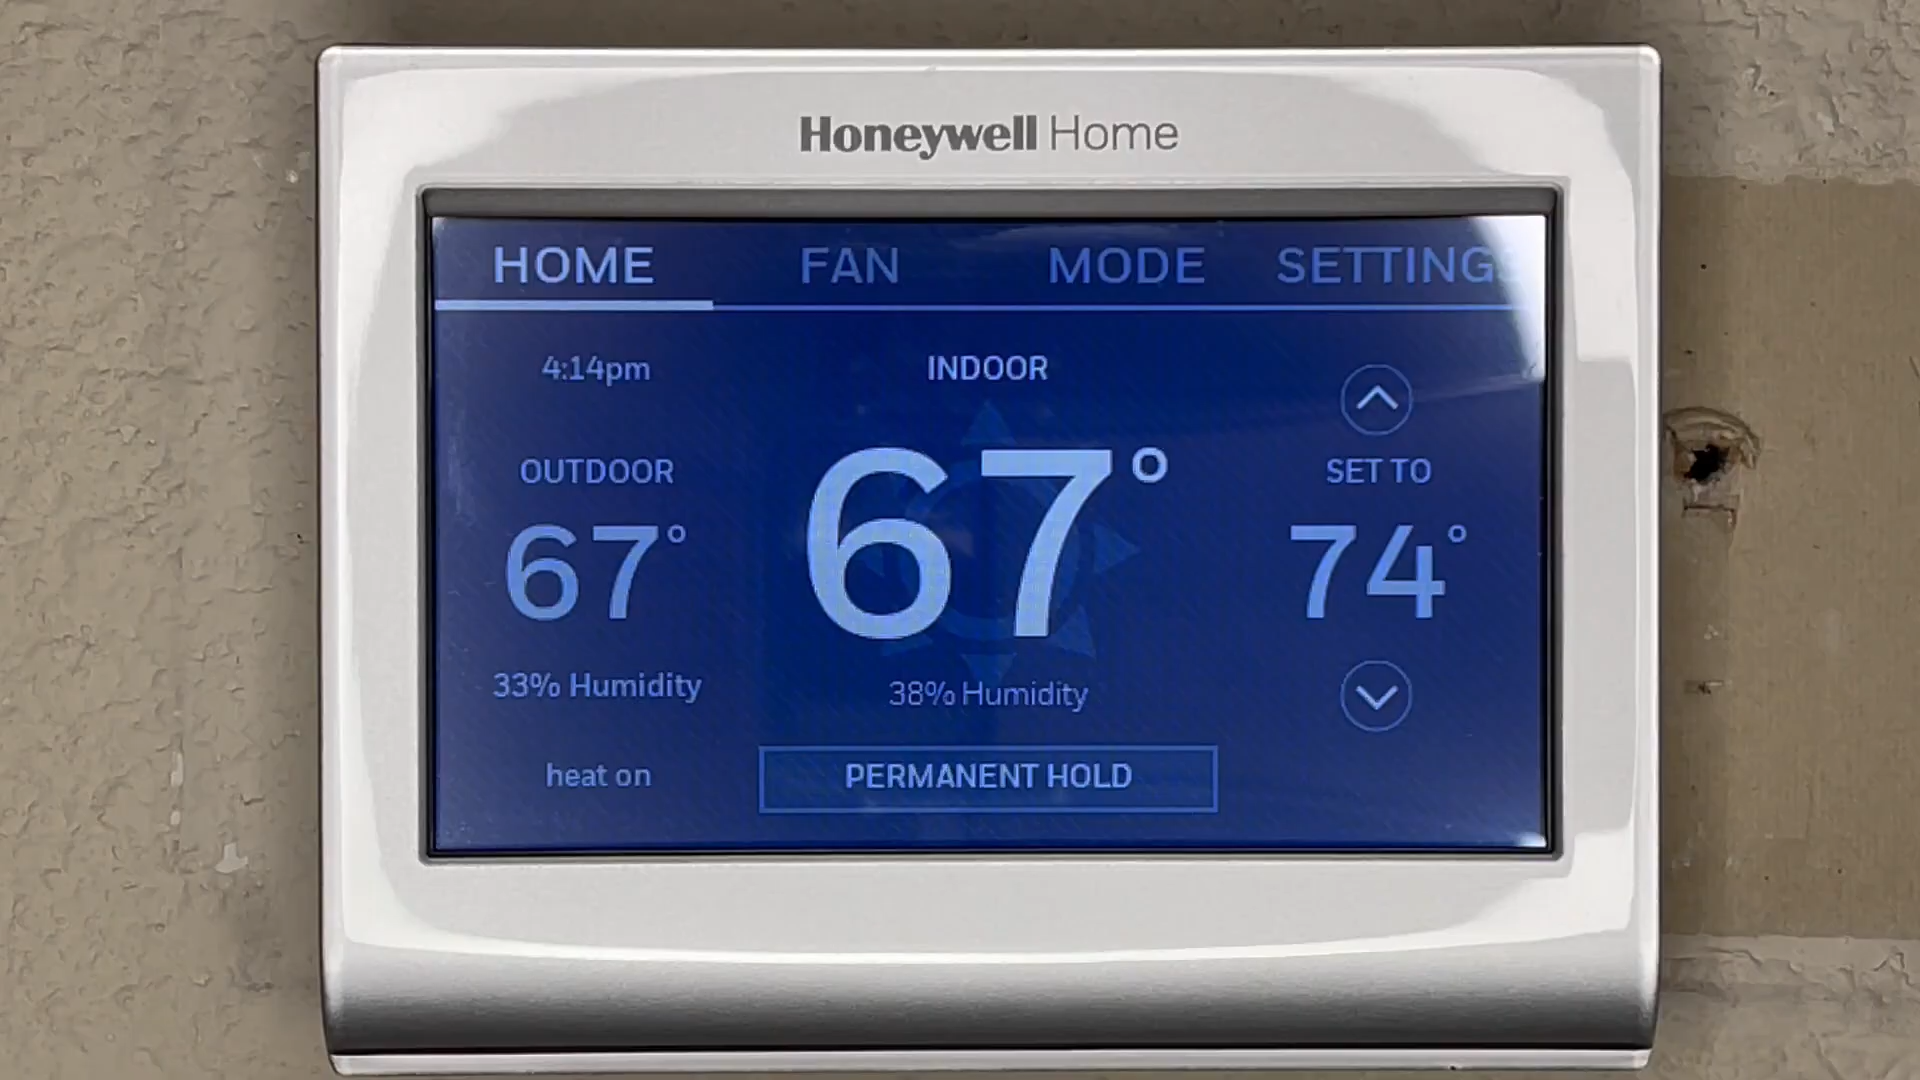 Honeywell Home
HOME FAN MODE SETTINGS
4:14pm
INDOOR
OUTDOOR
SET TO
67°
67°
74°
33% Humidity
38% Humidity
heat on
PERMANENT HOLD